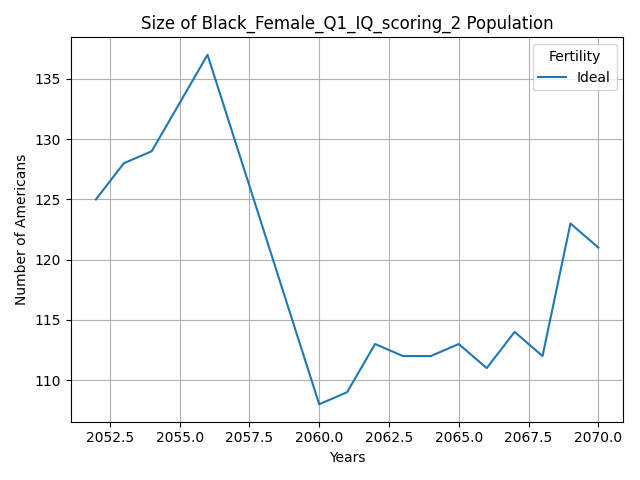 Size of Black_Female_Q1_IQ_scoring_2 Population
Fertility
Ideal
Number of Americans
135
130
125
120
115
110
2052.5 2055.0 2057.5 2060.0 2062.5 2065.0 2067.5 2070.0
Years